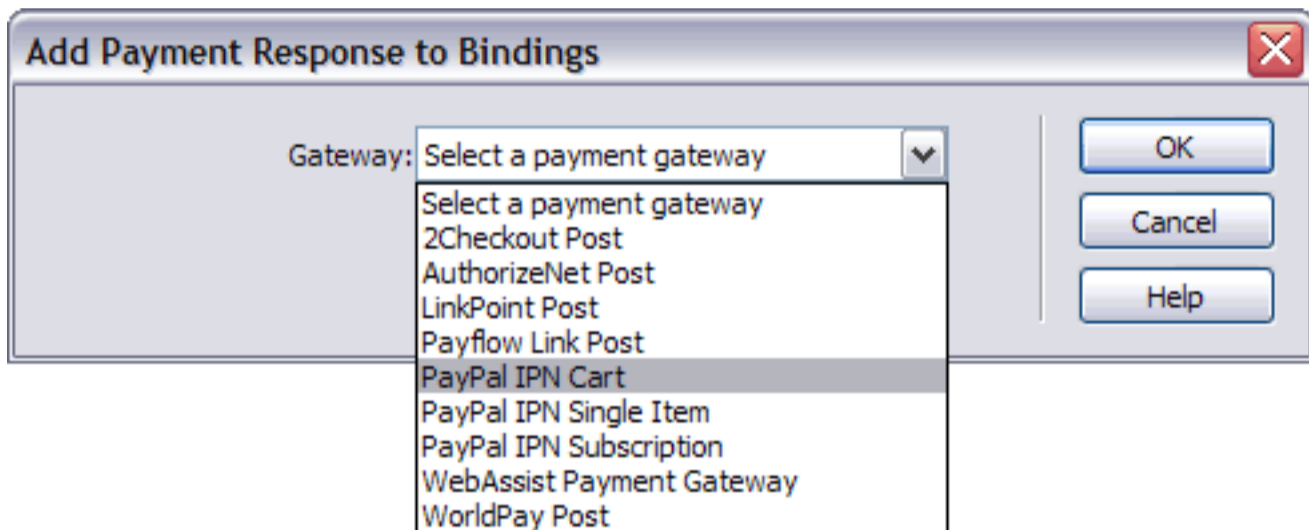 Add Payment Response to Bindings
Gateway: Select a payment gateway
OK
Select a payment gateway
2Checkout Post
Cancel
AuthorizeNet Post
LinkPoint Post
Help
Payflow Link Post
PayPal IPN Cart
PayPal IPN Single Item
PayPal IPN Subscription
WebAssist Payment Gateway
WorldPay Post